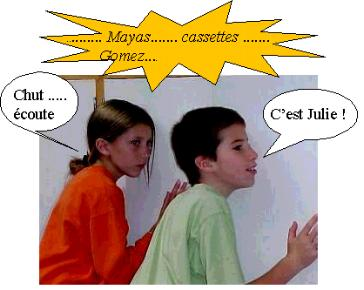 .......... Mayas....... cassettes .......
Gomez....
Chut .....
écoute
C'est Julie !